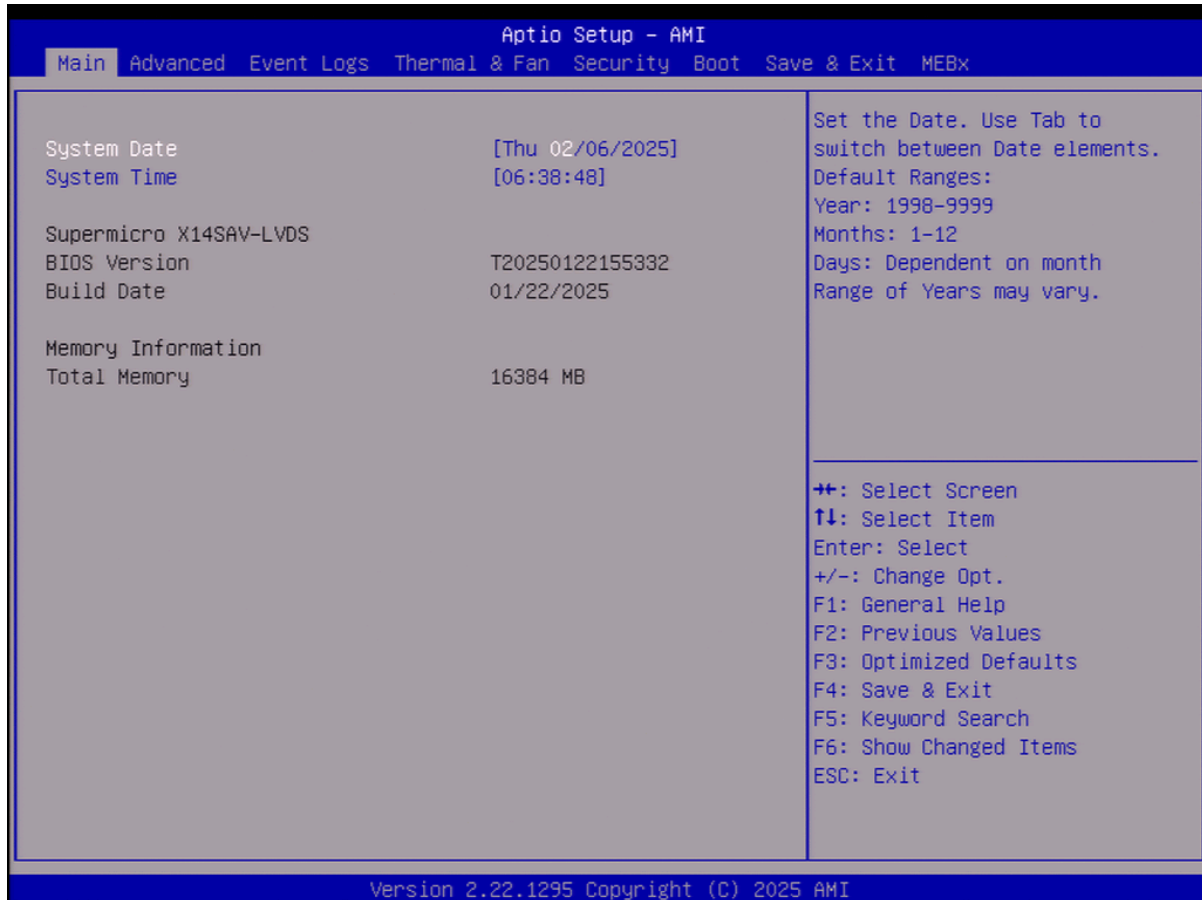 Aptio Setup – AMI
Main Advanced Event Logs Thermal & Fan Security Boot Save & Exit MEBx
System Date [Thu 02/06/2025]
System Time [06:38:48]
Supermicro X14SAV-LVDS
BIOS Version T20250122155332
Build Date 01/22/2025
Memory Information
Total Memory 16384 MB
Set the Date. Use Tab to
switch between Date elements.
Default Ranges:
Year: 1998-9999
Months: 1-12
Days: Dependent on month
Range of Years may vary.
→←: Select Screen
↑↓: Select Item
Enter: Select
+/-: Change Opt.
F1: General Help
F2: Previous Values
F3: Optimized Defaults
F4: Save & Exit
F5: Keyword Search
F6: Show Changed Items
ESC: Exit
Version 2.22.1295 Copyright (C) 2025 AMI